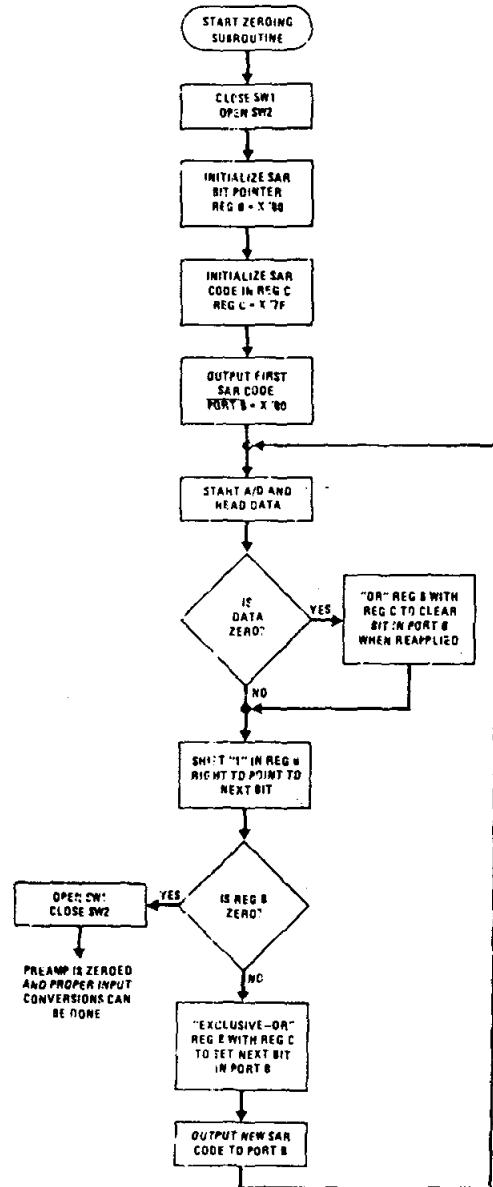 START ZEROING
SUBROUTINE
CLOSE SW1
OPEN SW2
INITIALIZE SAR
BIT POINTER
REG B = X '80
INITIALIZE SAR
CODE IN REG C
REG C = X '7F
OUTPUT FIRST
SAR CODE
PORT B = X '80
START A/D AND
READ DATA
IS
DATA
ZERO?
YES
"OR" REG B WITH
REG C TO CLEAR
BIT IN PORT B
WHEN REAPPLIED
NO
SHIFT "1" IN REG B
RIGHT TO POINT TO
NEXT BIT
IS REG B
ZERO?
YES
OPEN SW1
CLOSE SW2
PREAMP IS ZEROED
AND PROPER INPUT
CONVERSIONS CAN
BE DONE
NO
"EXCLUSIVE-OR"
REG B WITH REG C
TO SET NEXT BIT
IN PORT B
OUTPUT NEW SAR
CODE TO PORT B